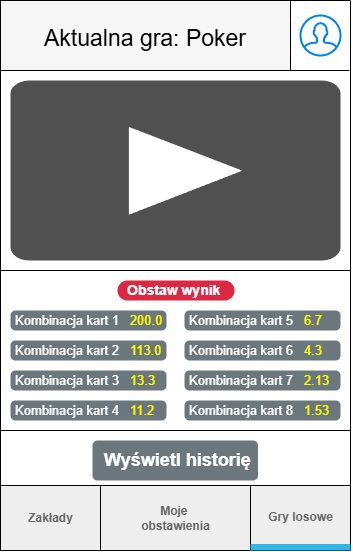 Aktualna gra: Poker
Obstaw wynik
Kombinacja kart 1 200.0
Kombinacja kart 5 6.7
Kombinacja kart 2 113.0
Kombinacja kart 6 4.3
Kombinacja kart 3 13.3
Kombinacja kart 7 2.13
Kombinacja kart 4 11.2
Kombinacja kart 8 1.53
Wyświetl historię
Zakłady
Moje
obstawienia
Gry losowe